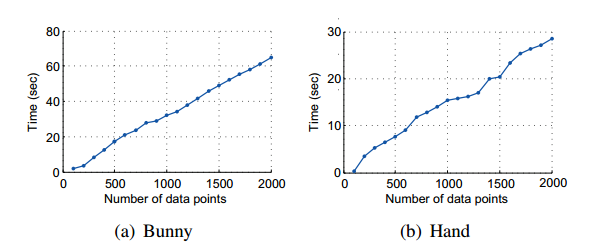 80
60
40
20
0
Time (sec)
0 500 1000 1500 2000
Number of data points
(a) Bunny
30
20
10
0
Time (sec)
0 500 1000 1500 2000
Number of data points
(b) Hand